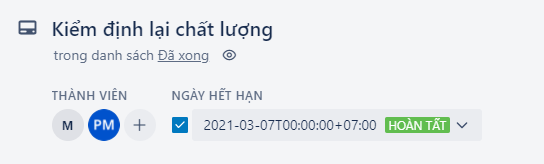 Kiểm định lại chất lượng
trong danh sách Đã xong
THÀNH VIÊN NGÀY HẾT HẠN
M PM 2021-03-07T00:00:00+07:00 HOÀN TẤT